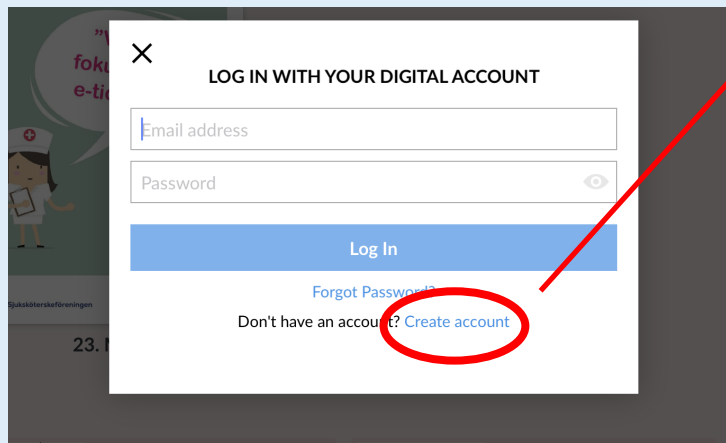 LOG IN WITH YOUR DIGITAL ACCOUNT
Email address
Password
Log In
Forgot Password?
Don't have an account? Create account
e-tid
Sjuksköterskeföreningen
23.